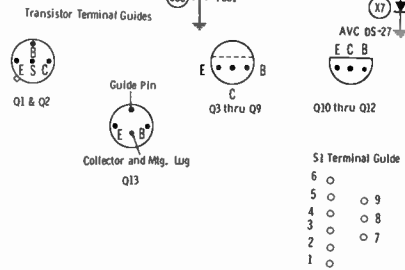 Transistor Terminal Guides
X7
AVC DS-27
B
E S C
Q1 & Q2
Guide Pin
E B
Collector and Mtg. Lug
Q13
E B
C
Q3 thru Q9
E C B
Q10 thru Q12
S1 Terminal Guide
6
5 9
4 8
3 7
2
1